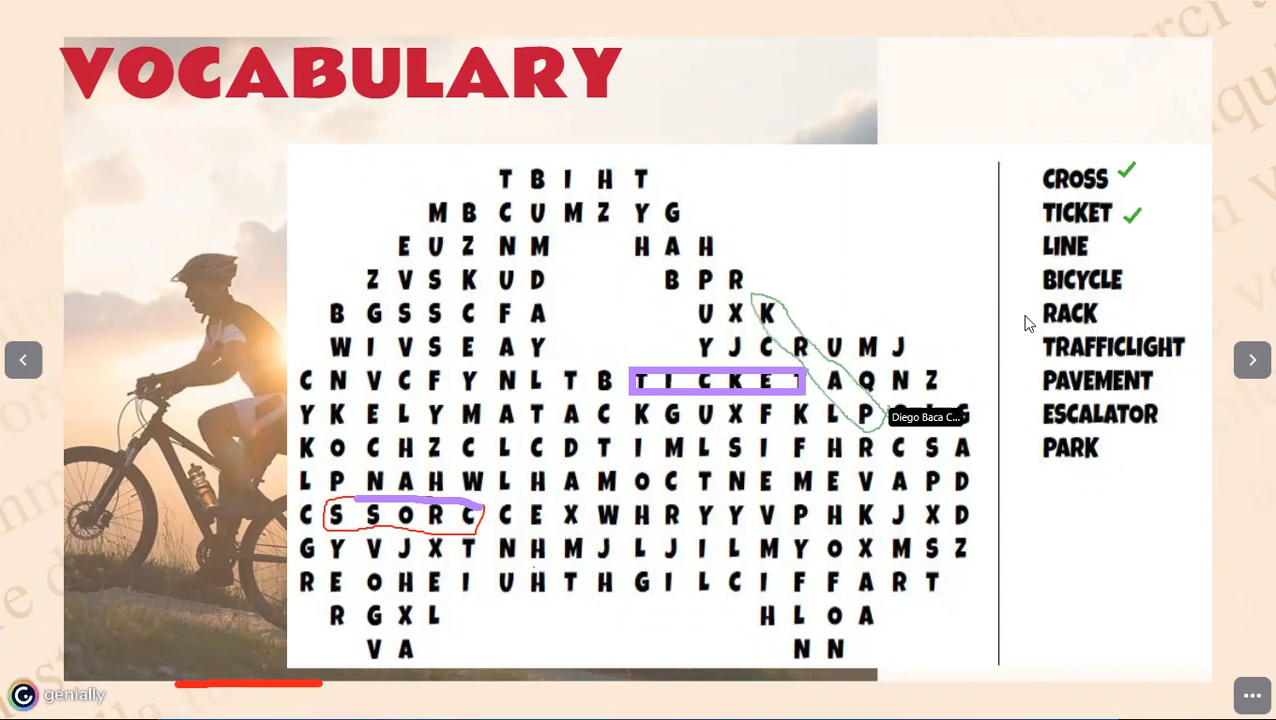 VOCABULARY
T B I H T
M B C U M Z Y G
E U Z N M H A H
Z V S K U D B P R
B G S S C F A U X K
W I V S E A Y Y J C R U M J
C N V C F Y N L T B T I C K E T A Q N Z
Y K E L Y M A T A C K G U X F K L P G
K O C H Z C L C D T I M L S I F H R C S A
L P N A H W L H A M O C T N E M E V A P D
C S S O R C C E X W H R Y Y V P H K J X D
G Y V J X T N H M J L J I L M Y O X M S Z
R E O H E I U H T H G I L C I F F A R T
R G X L H L O A
V A N N
CROSS
TICKET
LINE
BICYCLE
RACK
TRAFFICLIGHT
PAVEMENT
ESCALATOR
PARK
Diego Baca C...
genially